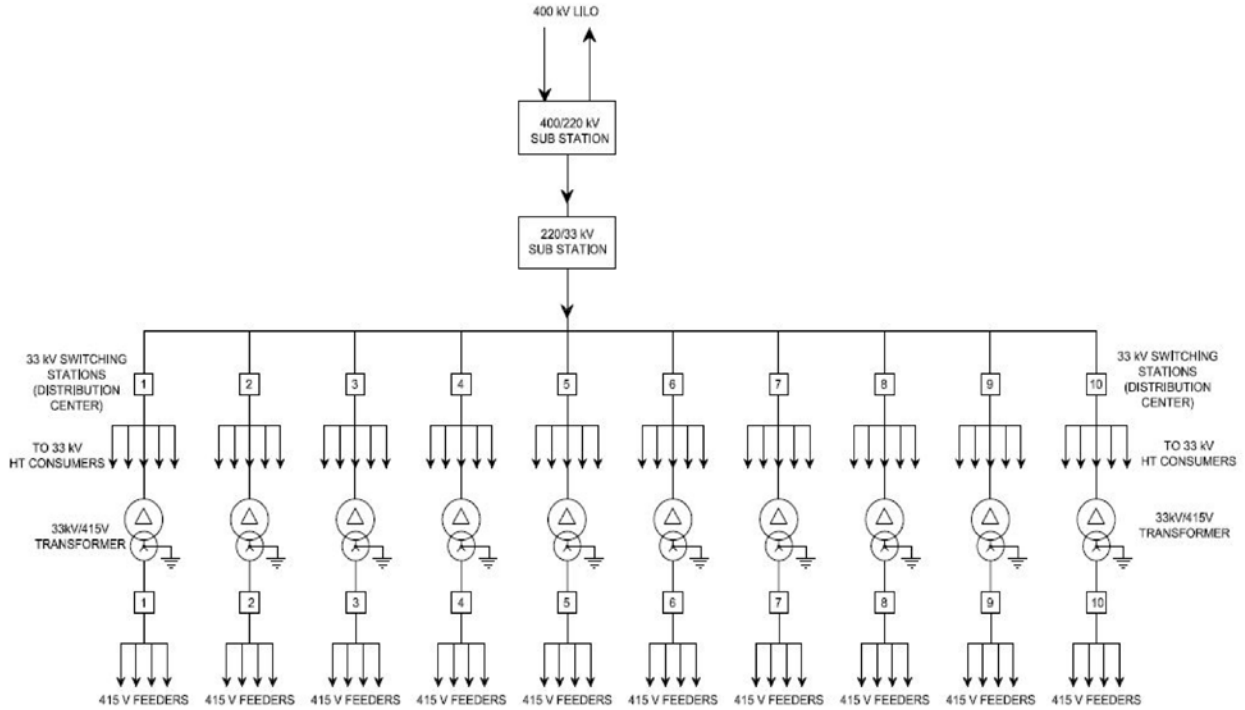 400 kV LILO
400/220 kV
SUB STATION
220/33 kV
SUB STATION
33 kV SWITCHING
STATIONS
(DISTRIBUTION
CENTER)
1
2
3
4
5
6
7
8
9
10
33 kV SWITCHING
STATIONS
(DISTRIBUTION
CENTER)
TO 33 kV
HT CONSUMERS
TO 33 kV
HT CONSUMERS
33kV/415V
TRANSFORMER
33kV/415V
TRANSFORMER
1
2
3
4
5
6
7
8
9
10
415 V FEEDERS
415 V FEEDERS
415 V FEEDERS
415 V FEEDERS
415 V FEEDERS
415 V FEEDERS
415 V FEEDERS
415 V FEEDERS
415 V FEEDERS
415 V FEEDERS